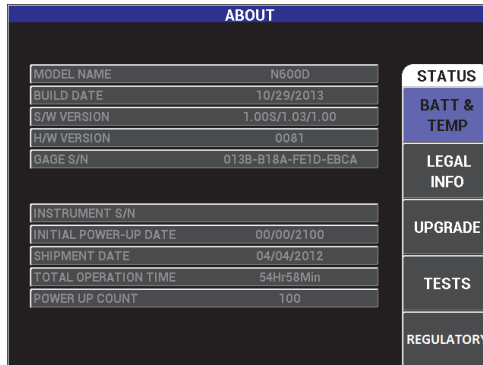 ABOUT
MODEL NAME N600D
BUILD DATE 10/29/2013
S/W VERSION 1.00S/1.03/1.00
H/W VERSION 0081
GAGE S/N 013B-B18A-FE1D-EBCA
INSTRUMENT S/N
INITIAL POWER-UP DATE 00/00/2100
SHIPMENT DATE 04/04/2012
TOTAL OPERATION TIME 54Hr58Min
POWER UP COUNT 100
STATUS
BATT &
TEMP
LEGAL
INFO
UPGRADE
TESTS
REGULATORY